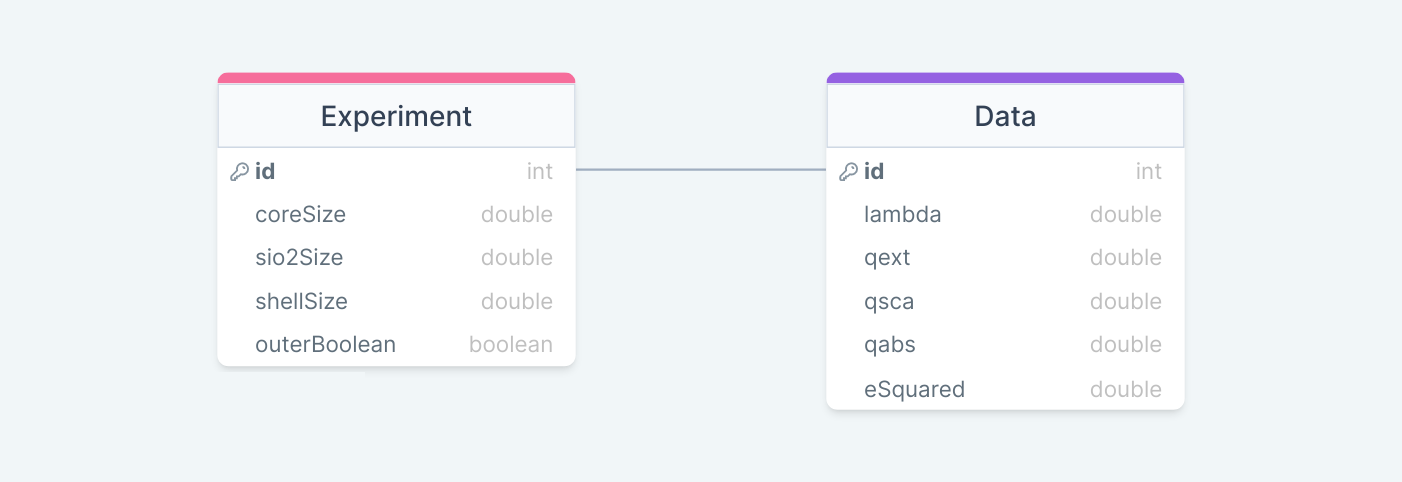 Experiment
id int
coreSize double
sio2Size double
shellSize double
outerBoolean boolean
Data
id int
lambda double
qext double
qsca double
qabs double
eSquared double